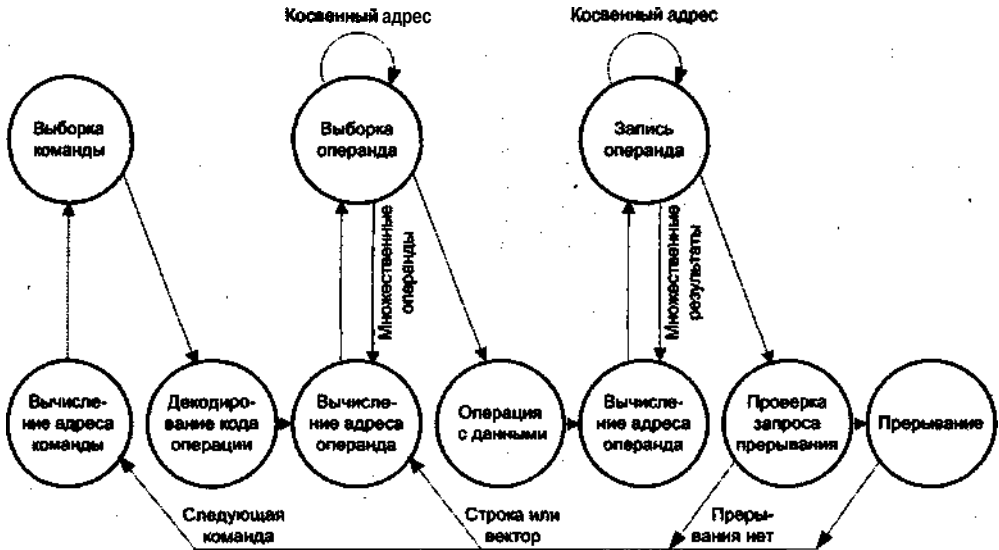 Косвенный адрес
Косвенный адрес
Выборка
команды
Выборка
операнда
Запись
операнда
Множественные
операнды
Множественные
результаты
Вычисле-
ние адреса
команды
Декодиро-
вание кода
операции
Вычисле-
ние адреса
операнда
Операция
с данными
Вычисле-
ние адреса
операнда
Проверка
запроса
прерывания
Прерывание
Следующая
команда
Строка или
вектор
Преры-
вания нет